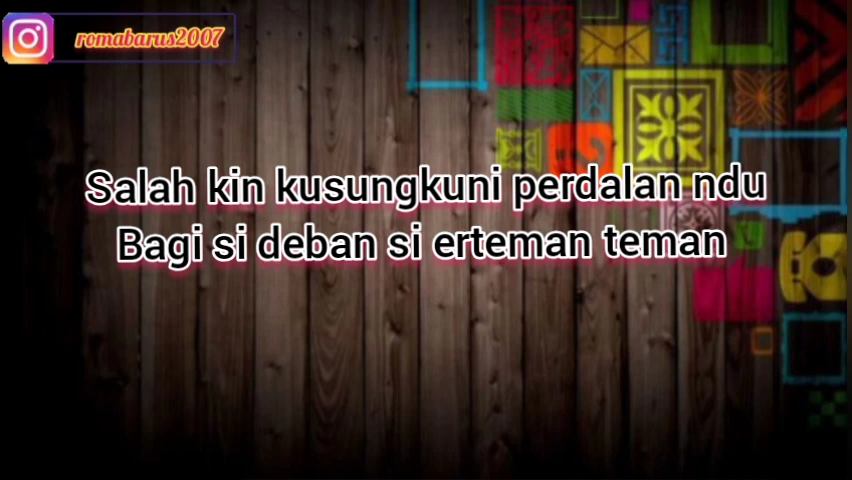 romabarus2007
Salah kin kusungkuni perdalan ndu
Bagi si deban si erteman teman